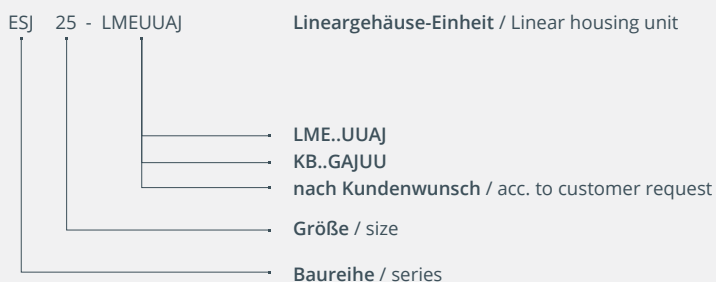 ESJ 25 - LMEUUAJ Lineargehäuse-Einheit / Linear housing unit
LME..UUAJ
KB..GAJUU
nach Kundenwunsch / acc. to customer request
Größe / size
Baureihe / series